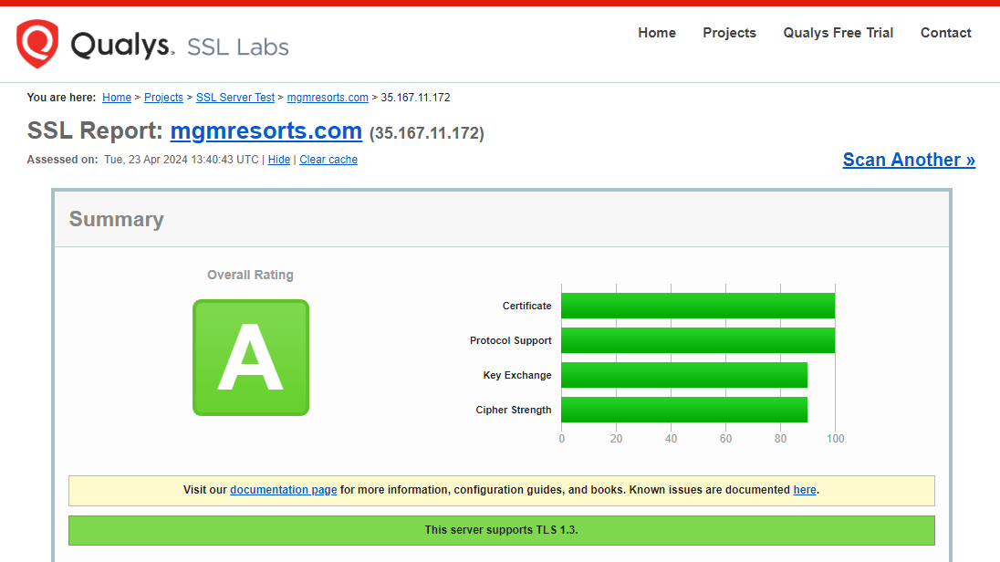 Qualys. SSL Labs
Home Projects Qualys Free Trial Contact
You are here: Home > Projects > SSL Server Test > mgmresorts.com > 35.167.11.172
SSL Report: mgmresorts.com (35.167.11.172)
Assessed on: Tue, 23 Apr 2024 13:40:43 UTC | Hide | Clear cache
Scan Another »
Summary
Overall Rating
A
Certificate
Protocol Support
Key Exchange
Cipher Strength
0 20 40 60 80 100
Visit our documentation page for more information, configuration guides, and books. Known issues are documented here.
This server supports TLS 1.3.